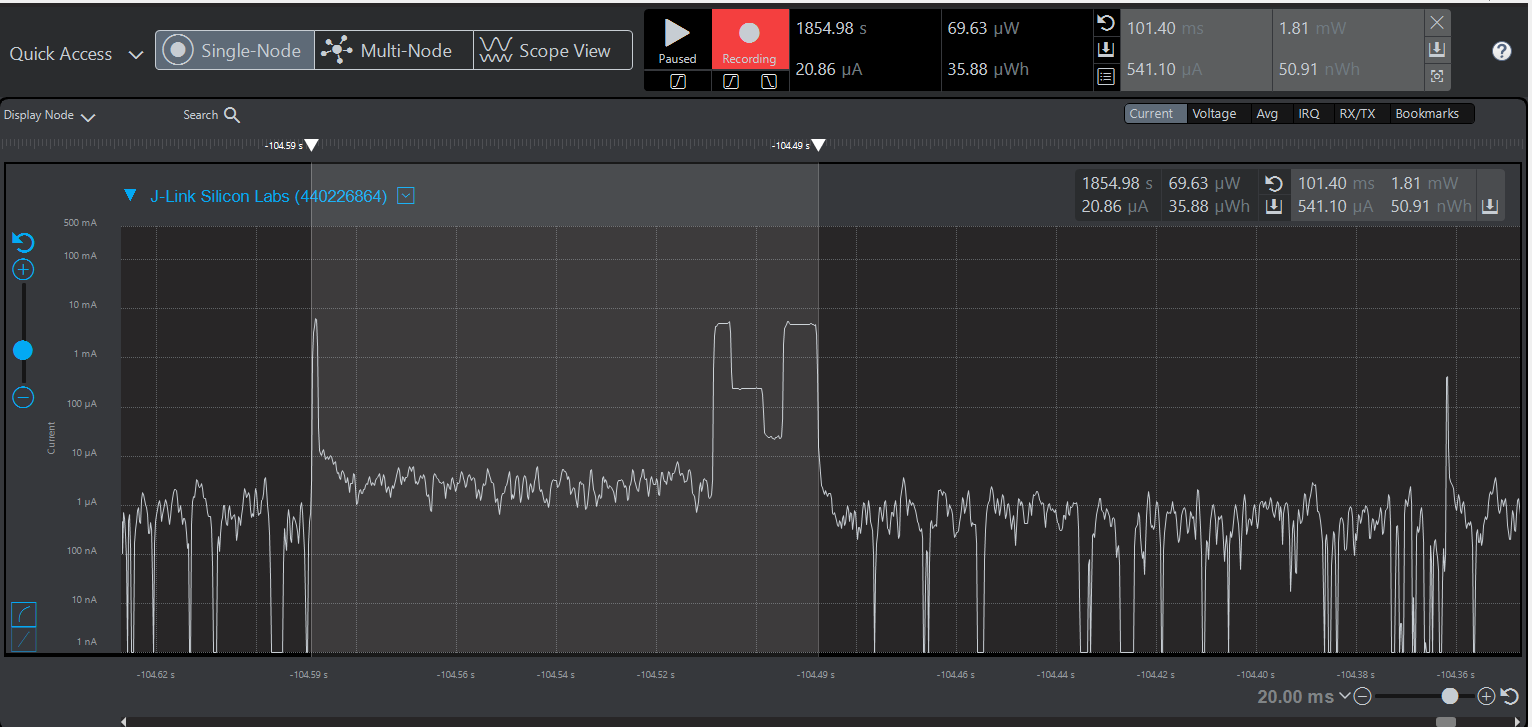 Quick Access
Single-Node
Multi-Node
Scope View
Paused
Recording
1854.98 s
69.63 µW
20.86 µA
35.88 µWh
101.40 ms
1.81 mW
541.10 µA
50.91 nWh
?
Display Node
Search
Current Voltage Avg IRQ RX/TX Bookmarks
-104.59 s
-104.49 s
J-Link Silicon Labs (440226864)
1854.98 s 69.63 µW
20.86 µA 35.88 µWh
101.40 ms 1.81 mW
541.10 µA 50.91 nWh
500 mA
100 mA
10 mA
1 mA
100 µA
Current
10 µA
1 µA
100 nA
10 nA
1 nA
-104.62 s -104.59 s -104.56 s -104.54 s -104.52 s -104.49 s -104.46 s -104.44 s -104.42 s -104.40 s -104.38 s -104.36 s
20.00 ms